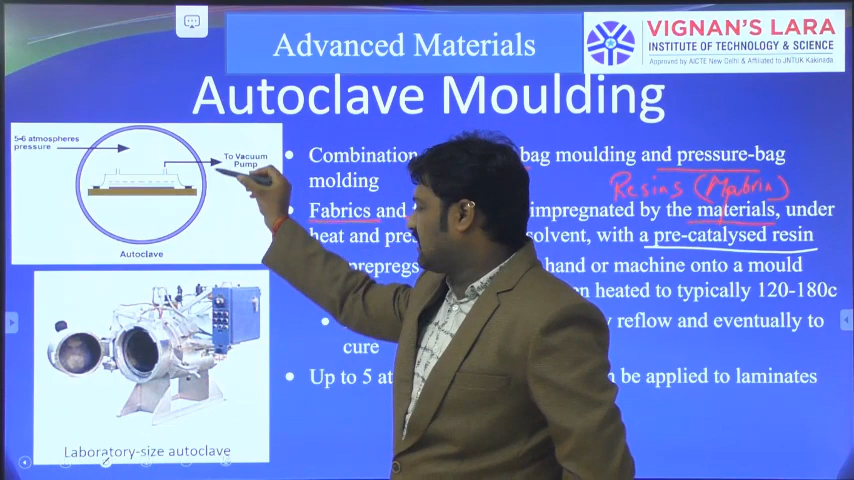 Advanced Materials
VIGNAN'S LARA
INSTITUTE OF TECHNOLOGY & SCIENCE
Approved by AICTE New Delhi & Affiliated to JNTUK Kakinada
Autoclave Moulding
5-6 atmospheres
pressure
To Vacuum
Pump
Autoclave
Laboratory-size autoclave
Combination bag moulding and pressure-bag
molding
Resins (Matrix)
Fabrics and impregnated by the materials, under
heat and solvent, with a pre-catalysed resin
prepregs hand or machine onto a mould
heated to typically 120-180c
reflow and eventually to
cure
Up to 5 be applied to laminates